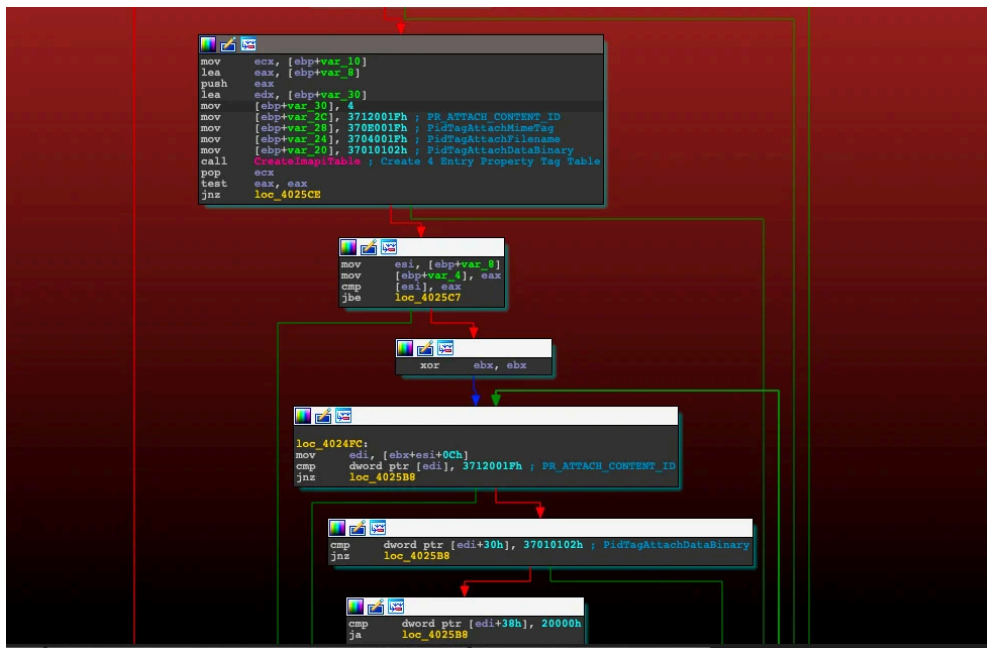 mov ecx, [ebp+var_10]
lea eax, [ebp+var_8]
push eax
lea edx, [ebp+var_30]
mov [ebp+var_30], 4
mov [ebp+var_2C], 3712001Fh ; PR_ATTACH_CONTENT_ID
mov [ebp+var_28], 370E001Fh ; PidTagAttachMimeTag
mov [ebp+var_24], 3704001Fh ; PidTagAttachFilename
mov [ebp+var_20], 37010102h ; PidTagAttachDataBinary
call CreateImapiTable ; Create 4 Entry Property Tag Table
pop ecx
test eax, eax
jnz loc_4025CE
mov esi, [ebp+var_8]
mov [ebp+var_4], eax
cmp [esi], eax
jbe loc_4025C7
xor ebx, ebx
loc_4024FC:
mov edi, [ebx+esi+0Ch]
cmp dword ptr [edi], 3712001Fh ; PR_ATTACH_CONTENT_ID
jnz loc_4025B8
cmp dword ptr [edi+30h], 37010102h ; PidTagAttachDataBinary
jnz loc_4025B8
cmp dword ptr [edi+38h], 20000h
ja loc_4025B8